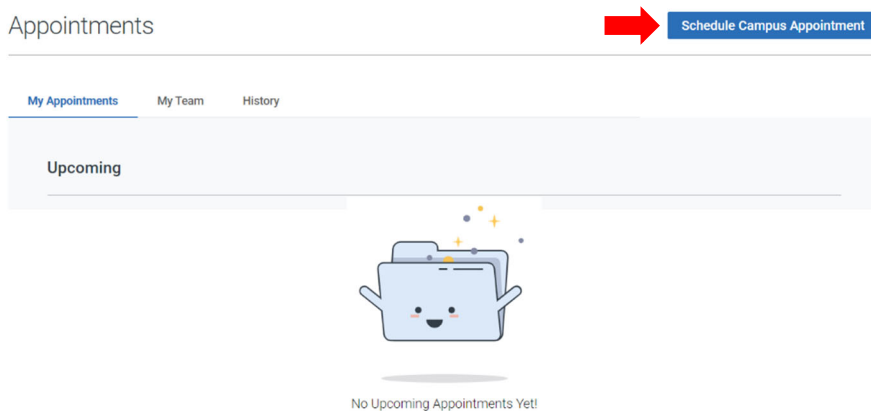 Appointments
Schedule Campus Appointment
My Appointments My Team History
Upcoming
No Upcoming Appointments Yet!